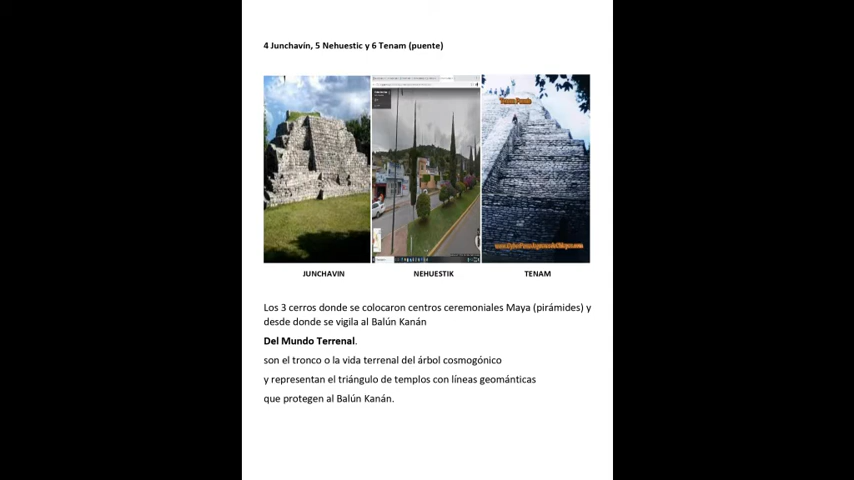 4 Junchavín, 5 Nehuestic y 6 Tenam (puente)
JUNCHAVIN
NEHUESTIK
TENAM
Los 3 cerros donde se colocaron centros ceremoniales Maya (pirámides) y
desde donde se vigila al Balún Kanán
Del Mundo Terrenal.
son el tronco o la vida terrenal del árbol cosmogónico
y representan el triángulo de templos con líneas geománticas
que protegen al Balún Kanán.